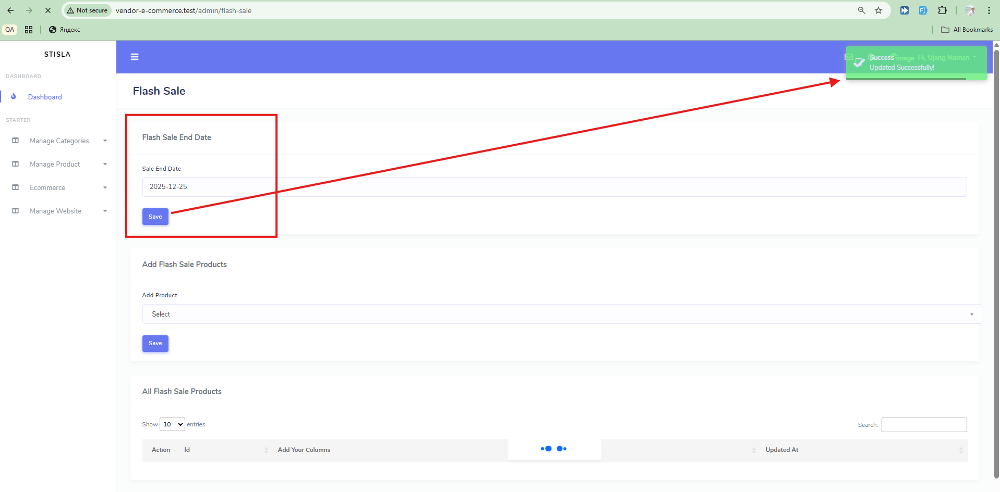 Not secure
vendor-e-commerce.test/admin/flash-sale
QA
Яндекс
All Bookmarks
STISLA
DASHBOARD
Dashboard
STARTER
Manage Categories
Manage Product
Ecommerce
Manage Website
image Hi, Ujang Maman
Success
Updated Successfully!
Flash Sale
Flash Sale End Date
Sale End Date
2025-12-25
Save
Add Flash Sale Products
Add Product
Select
Save
All Flash Sale Products
Show 10 entries
Search:
Action Id Add Your Columns Updated At